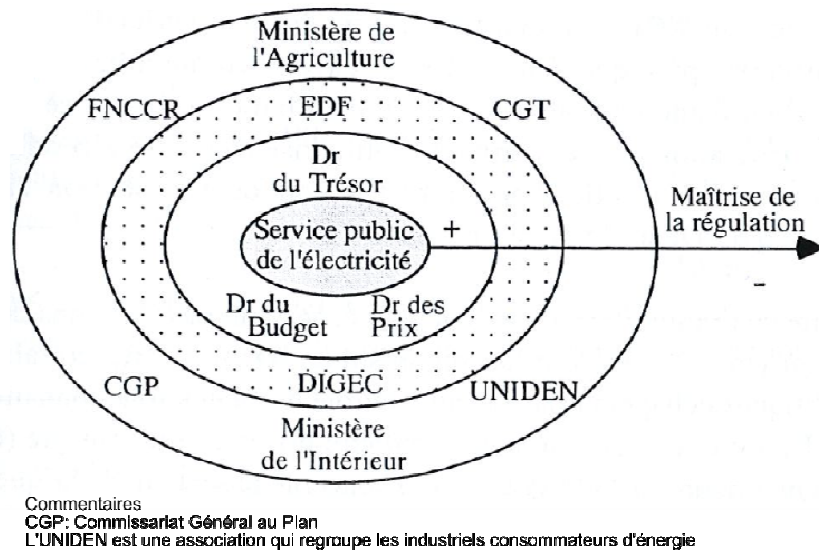 Ministère de
l'Agriculture
FNCCR
EDF
CGT
Dr
du Trésor
Maîtrise de
la régulation
Service public
de l'électricité
+
-
Dr du
Budget
Dr des
Prix
CGP
DIGEC
UNIDEN
Ministère
de l'Intérieur
Commentaires
CGP: Commissariat Général au Plan
L'UNIDEN est une association qui regroupe les industriels consommateurs d'énergie